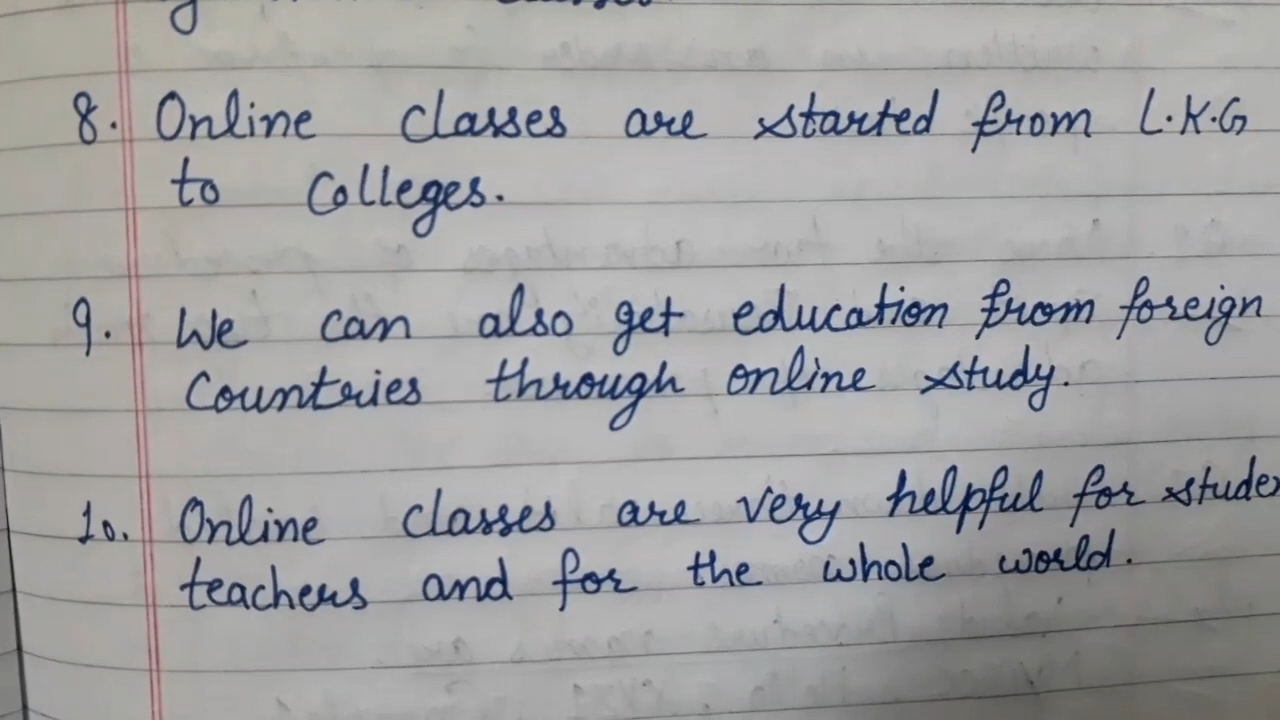 8. Online classes are started from L.K.G
to colleges.
9. We can also get education from foreign
Countries through online study.
10. Online classes are very helpful for studen
teachers and for the whole world.